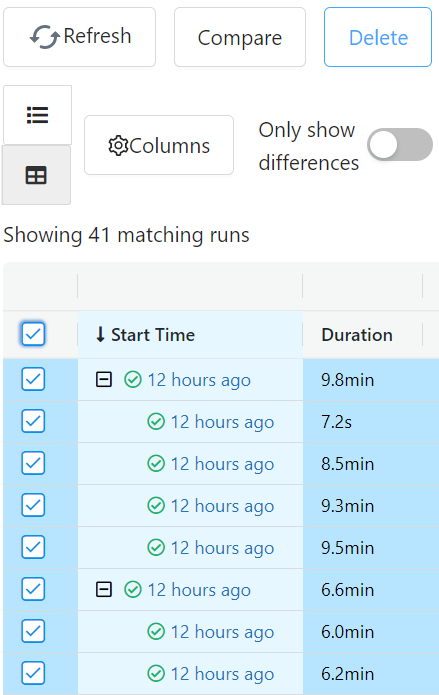 Refresh Compare Delete
Columns
Only show
differences
Showing 41 matching runs
Start Time Duration
12 hours ago 9.8min
12 hours ago 7.2s
12 hours ago 8.5min
12 hours ago 9.3min
12 hours ago 9.5min
12 hours ago 6.6min
12 hours ago 6.0min
12 hours ago 6.2min